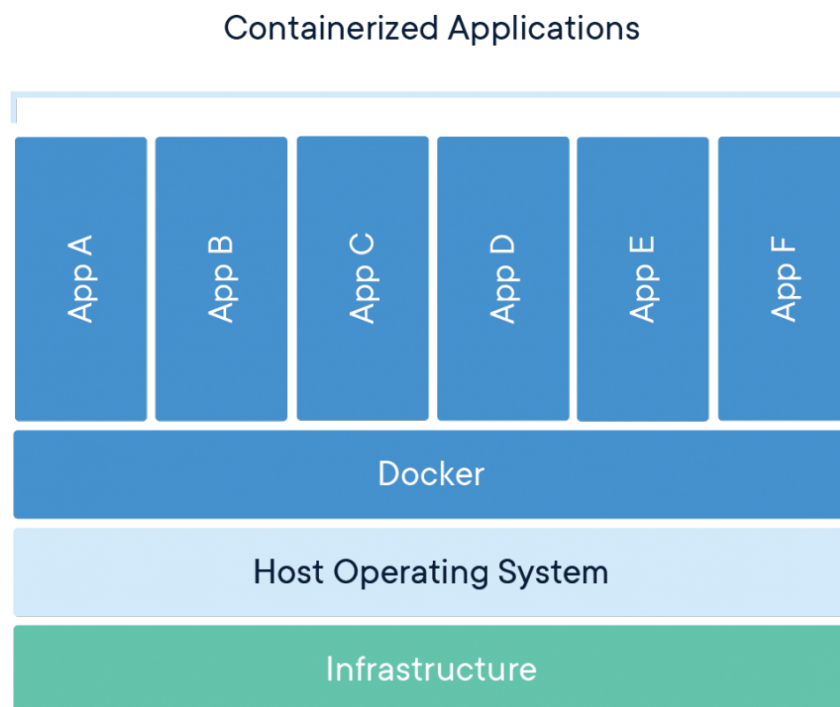 Containerized Applications
App A
App B
App C
App D
App E
App F
Docker
Host Operating System
Infrastructure